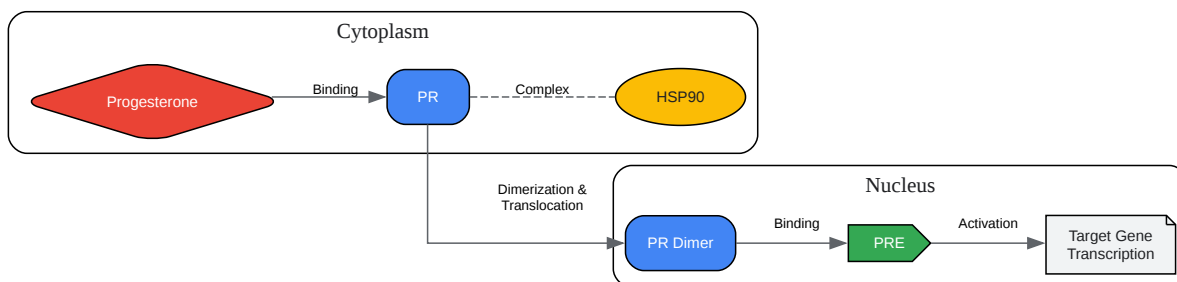 Cytoplasm
Progesterone
Binding
PR
Complex
HSP90
Dimerization &
Translocation
Nucleus
PR Dimer
Binding
PRE
Activation
Target Gene
Transcription